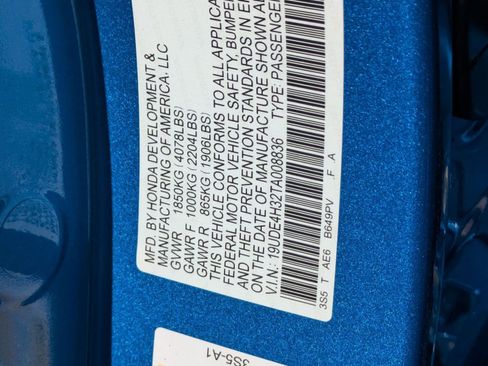 MFD. BY HONDA DEVELOPMENT &
MANUFACTURING OF AMERICA, LLC
GVWR 1850KG (4078LBS)
GAWR F 1000KG (2204LBS)
GAWR R 865KG (1906LBS)
THIS VEHICLE CONFORMS TO ALL APPLICA
FEDERAL MOTOR VEHICLE SAFETY, BUMPER
AND THEFT PREVENTION STANDARDS IN E
ON THE DATE OF MANUFACTURE SHOWN A
V.I.N: 19UDE4H32TA008836 TYPE: PASSENGER
3S5 T AE6 B649PV F A
3S5-A1